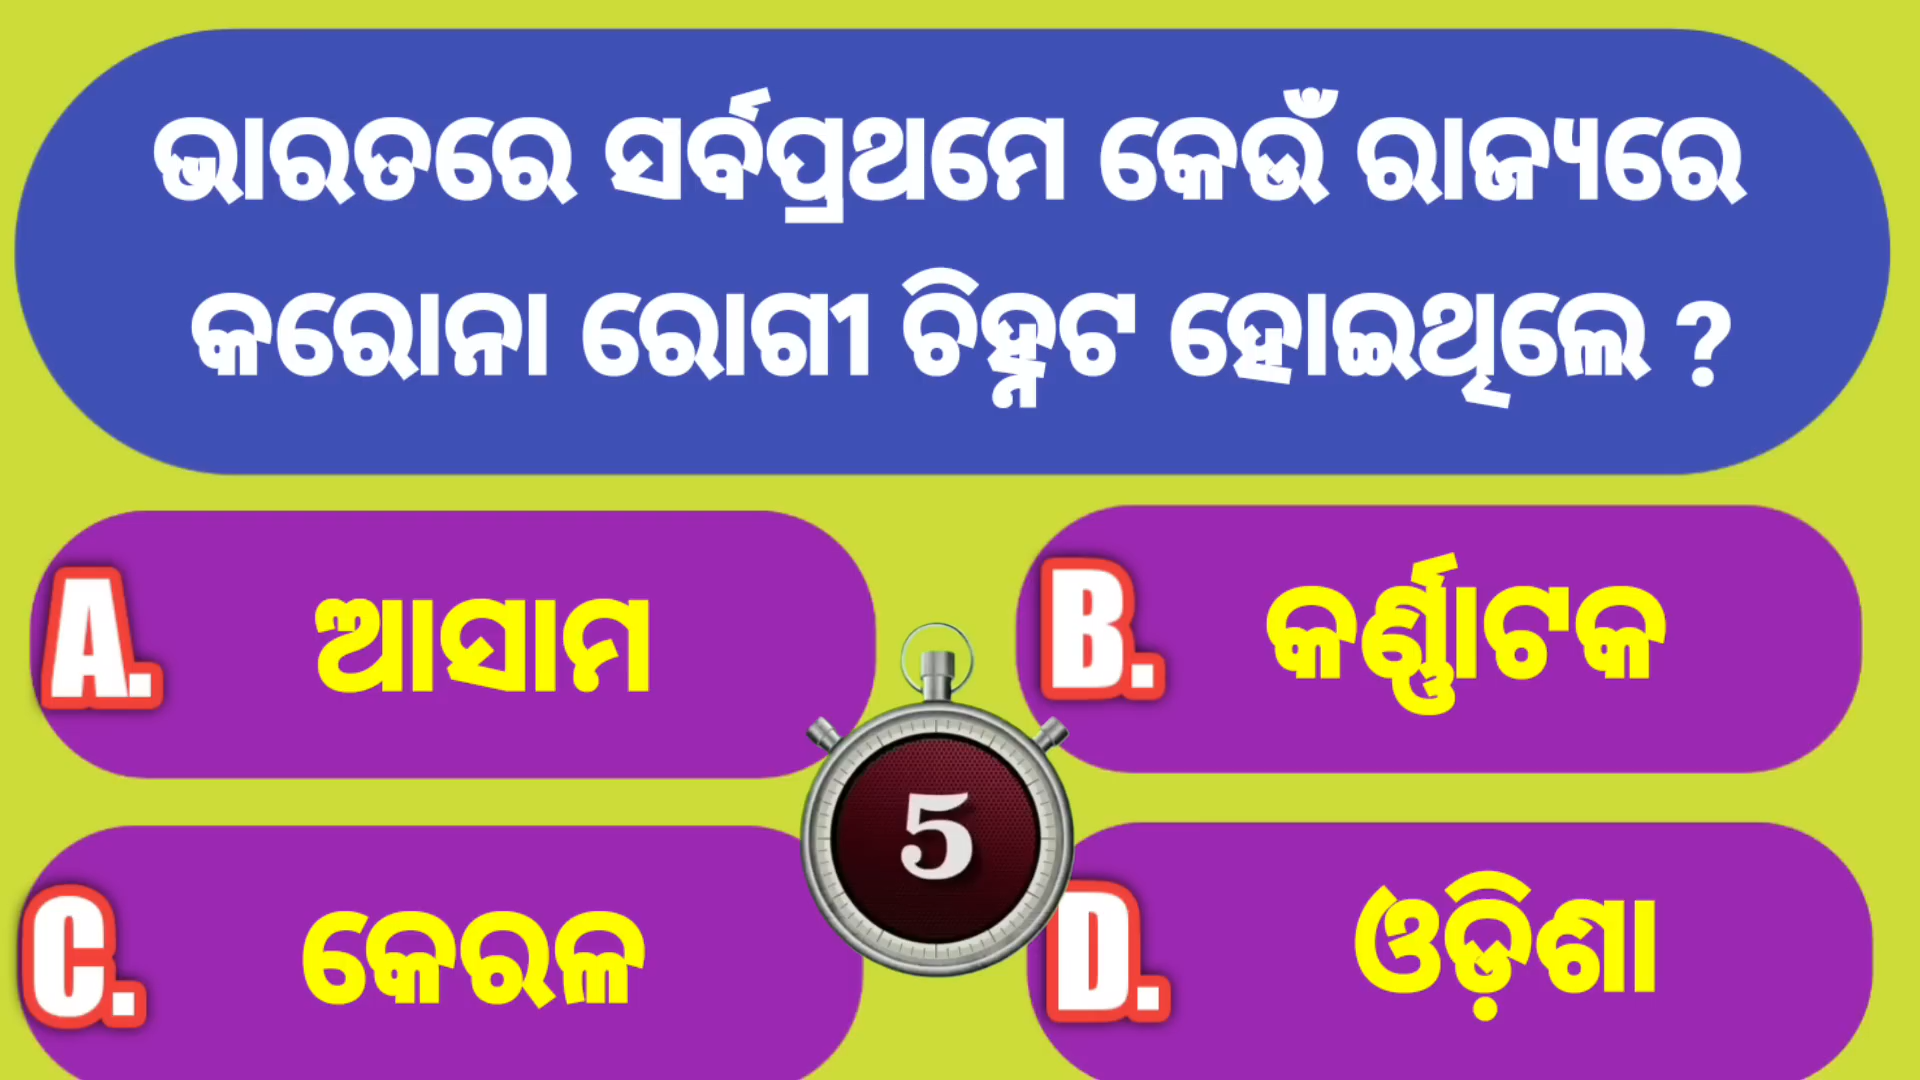 ଭାରତରେ ସର୍ବପ୍ରଥମେ କେଉଁ ରାଜ୍ୟରେ
କରୋନା ରୋଗୀ ଚିହ୍ନଟ ହୋଇଥିଲେ ?
A. ଆସାମ
B. କର୍ଣ୍ଣାଟକ
5
C. କେରଳ
D. ଓଡ଼ିଶା